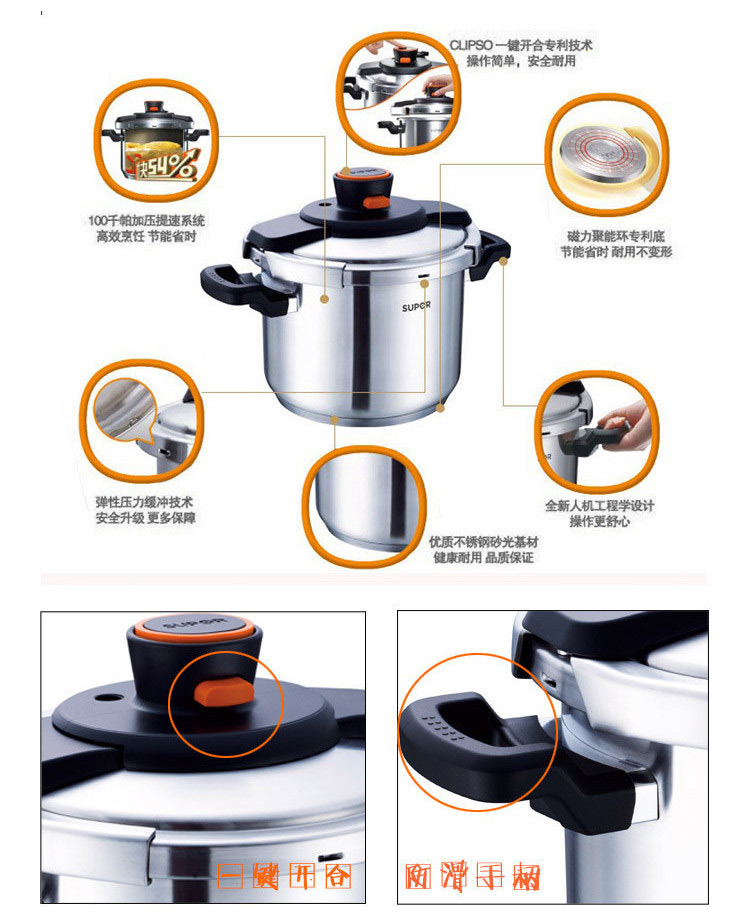 CLIPSO 一键开合专利技术
操作简单，安全耐用
快54%
100千帕加压提速系统
高效烹饪 节能省时
磁力聚能环专利底
节能省时 耐用不变形
SUPOR
SUPOR
弹性压力缓冲技术
安全升级 更多保障
全新人机工程学设计
操作更舒心
优质不锈钢砂光基材
健康耐用 品质保证
SUPOR
一键开合
防滑手柄